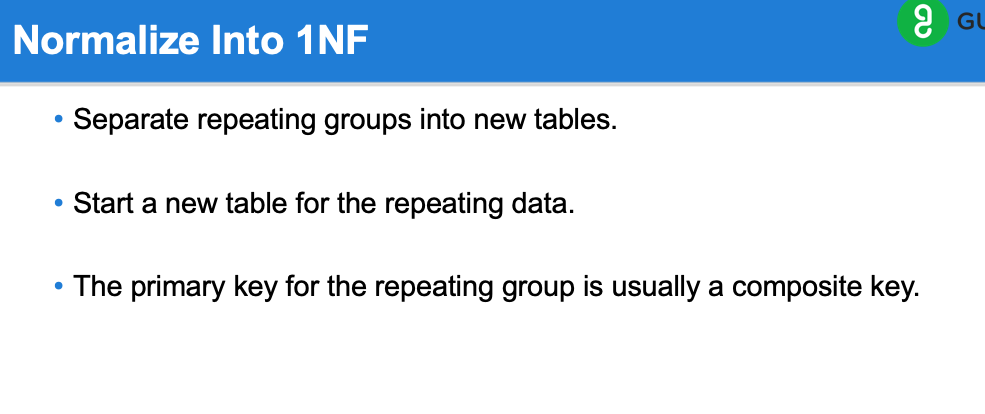 Normalize Into 1NF
• Separate repeating groups into new tables.
• Start a new table for the repeating data.
• The primary key for the repeating group is usually a composite key.